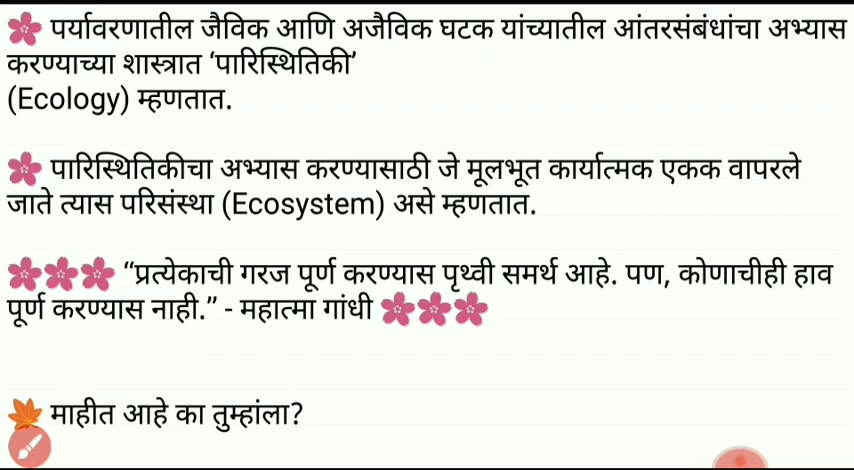 🌸 पर्यावरणातील जैविक आणि अजैविक घटक यांच्यातील आंतरसंबंधांचा अभ्यास
करण्याच्या शास्त्रात ‘पारिस्थितिकी’
(Ecology) म्हणतात.
🌸 पारिस्थितिकीचा अभ्यास करण्यासाठी जे मूलभूत कार्यात्मक एकक वापरले
जाते त्यास परिसंस्था (Ecosystem) असे म्हणतात.
🌸🌸🌸 “प्रत्येकाची गरज पूर्ण करण्यास पृथ्वी समर्थ आहे. पण, कोणाचीही हाव
पूर्ण करण्यास नाही.” - महात्मा गांधी 🌸🌸🌸
🍁 माहीत आहे का तुम्हांला?